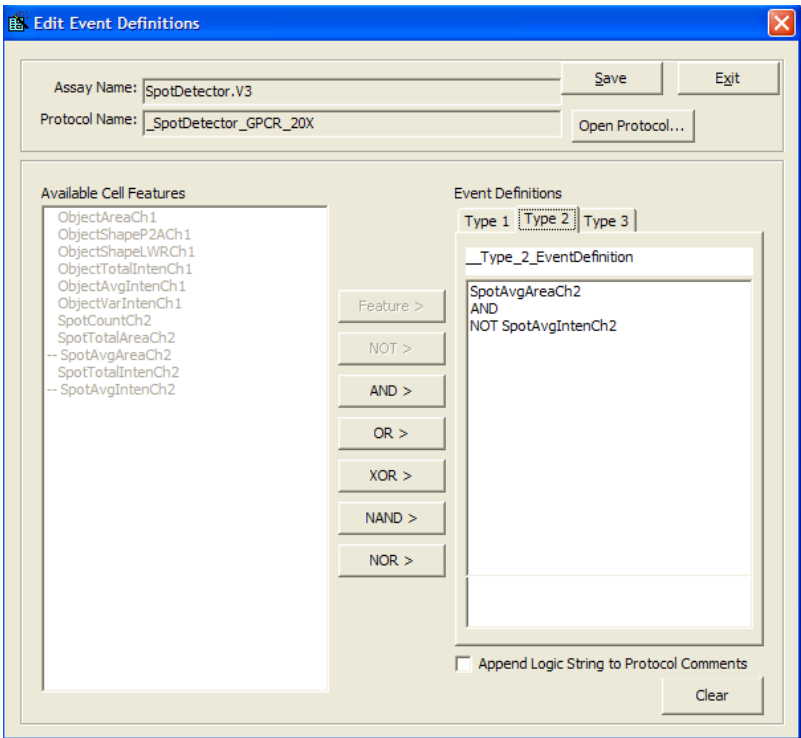 Edit Event Definitions
Assay Name: SpotDetector.V3
Save
Exit
Protocol Name: _SpotDetector_GPCR_20X
Open Protocol...
Available Cell Features
ObjectAreaCh1
ObjectShapeP2ACh1
ObjectShapeLWRCh1
ObjectTotalIntenCh1
ObjectAvgIntenCh1
ObjectVarIntenCh1
SpotCountCh2
SpotTotalAreaCh2
-- SpotAvgAreaCh2
SpotTotalIntenCh2
-- SpotAvgIntenCh2
Feature >
NOT >
AND >
OR >
XOR >
NAND >
NOR >
Event Definitions
Type 1 Type 2 Type 3
__Type_2_EventDefinition
SpotAvgAreaCh2
AND
NOT SpotAvgIntenCh2
Append Logic String to Protocol Comments
Clear